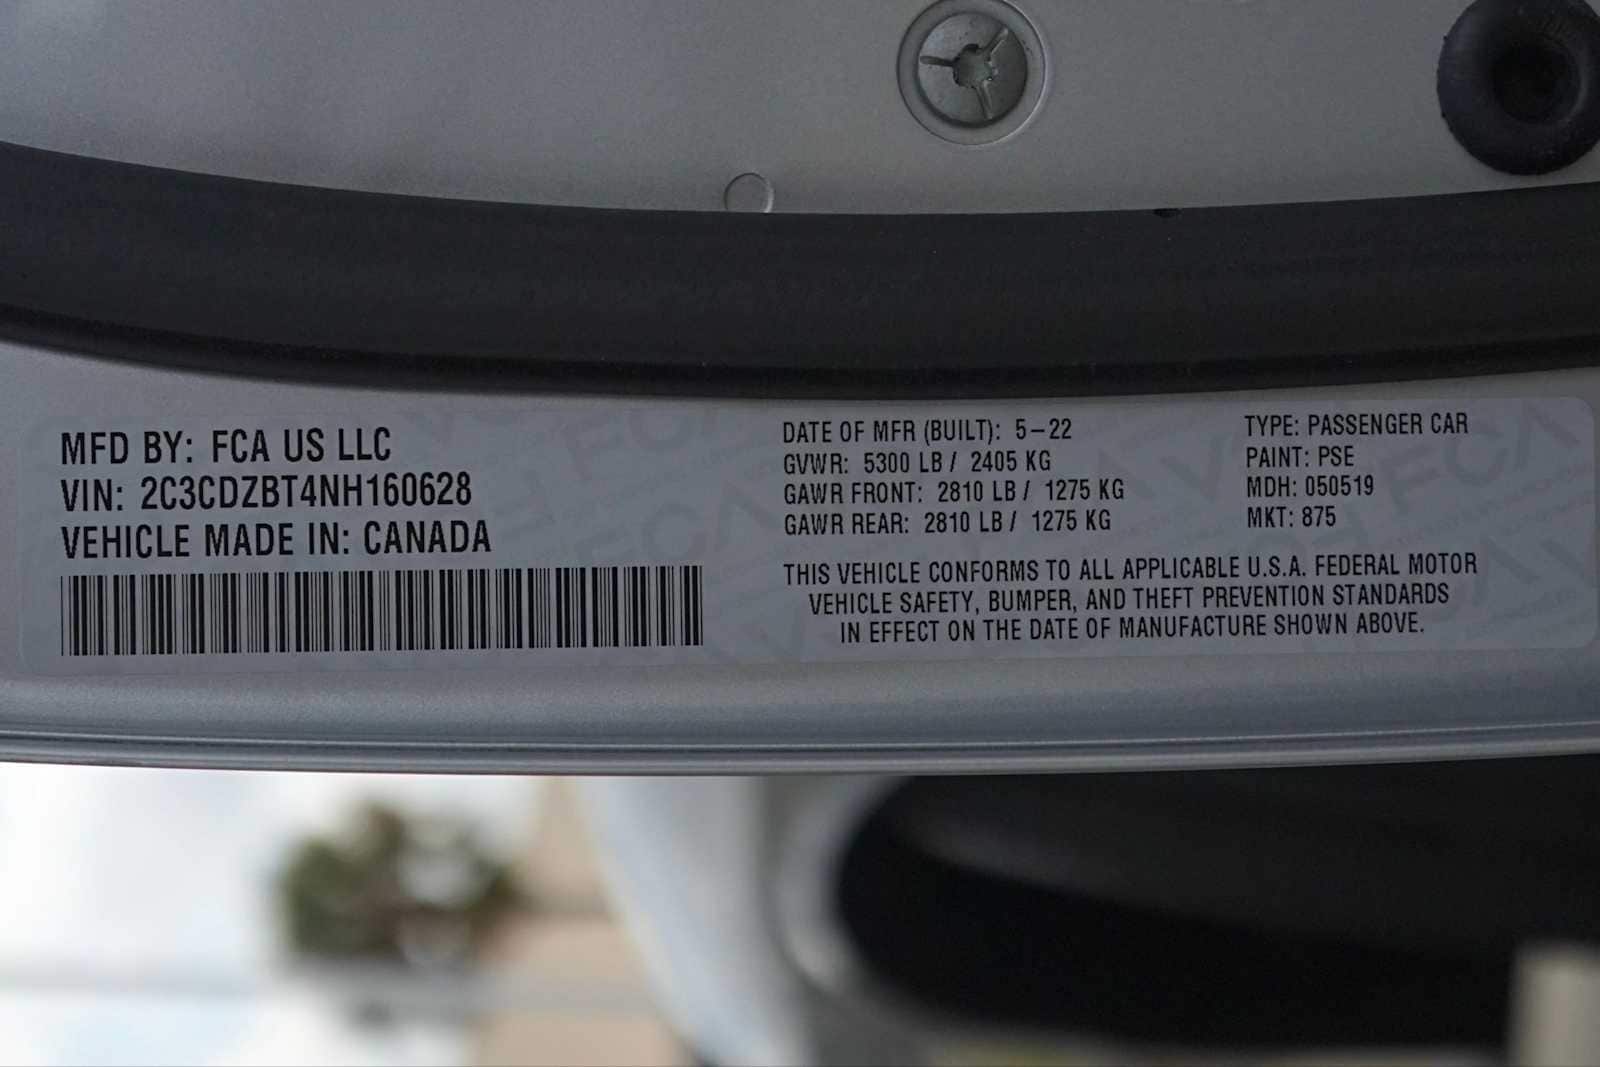 MFD BY: FCA US LLC
VIN: 2C3CDZBT4NH160628
VEHICLE MADE IN: CANADA
DATE OF MFR (BUILT): 5-22
GVWR: 5300 LB / 2405 KG
GAWR FRONT: 2810 LB / 1275 KG
GAWR REAR: 2810 LB / 1275 KG
TYPE: PASSENGER CAR
PAINT: PSE
MDH: 050519
MKT: 875
THIS VEHICLE CONFORMS TO ALL APPLICABLE U.S.A. FEDERAL MOTOR
VEHICLE SAFETY, BUMPER, AND THEFT PREVENTION STANDARDS
IN EFFECT ON THE DATE OF MANUFACTURE SHOWN ABOVE.